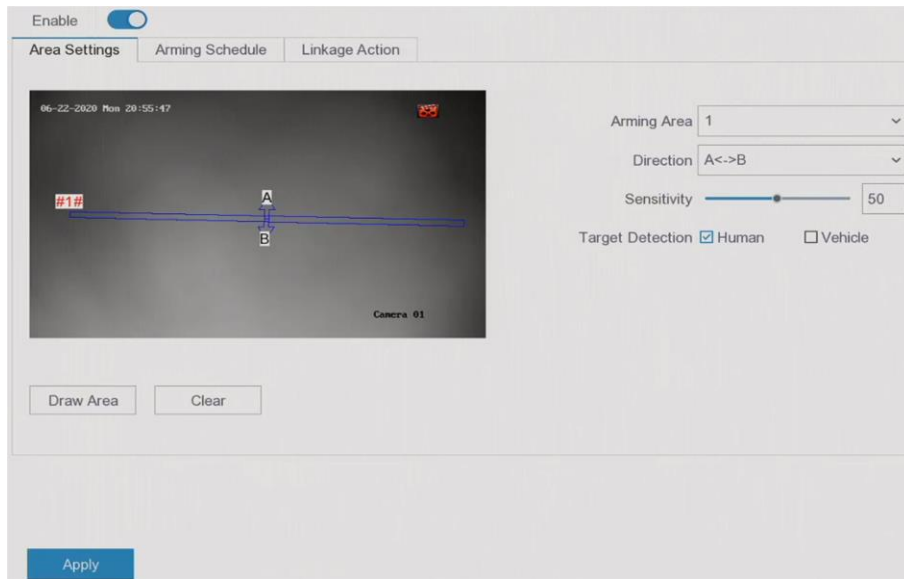 Enable
Area Settings Arming Schedule Linkage Action
06-22-2020 Mon 20:55:47
#1#
A
B
Camera 01
Arming Area 1
Direction A<->B
Sensitivity 50
Target Detection Human Vehicle
Draw Area Clear
Apply